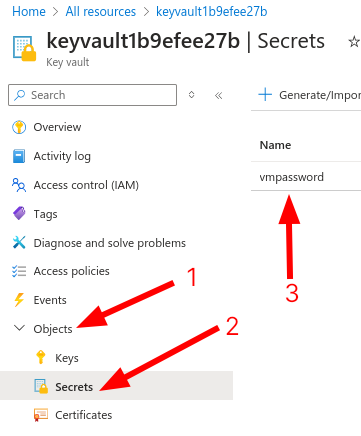 Home > All resources > keyvault1b9efee27b
keyvault1b9efee27b | Secrets
Key vault
Search
Generate/Impor
Overview
Activity log
Access control (IAM)
Tags
Diagnose and solve problems
Access policies
Events
Objects
Keys
Secrets
Certificates
Name
vmpassword
1
2
3